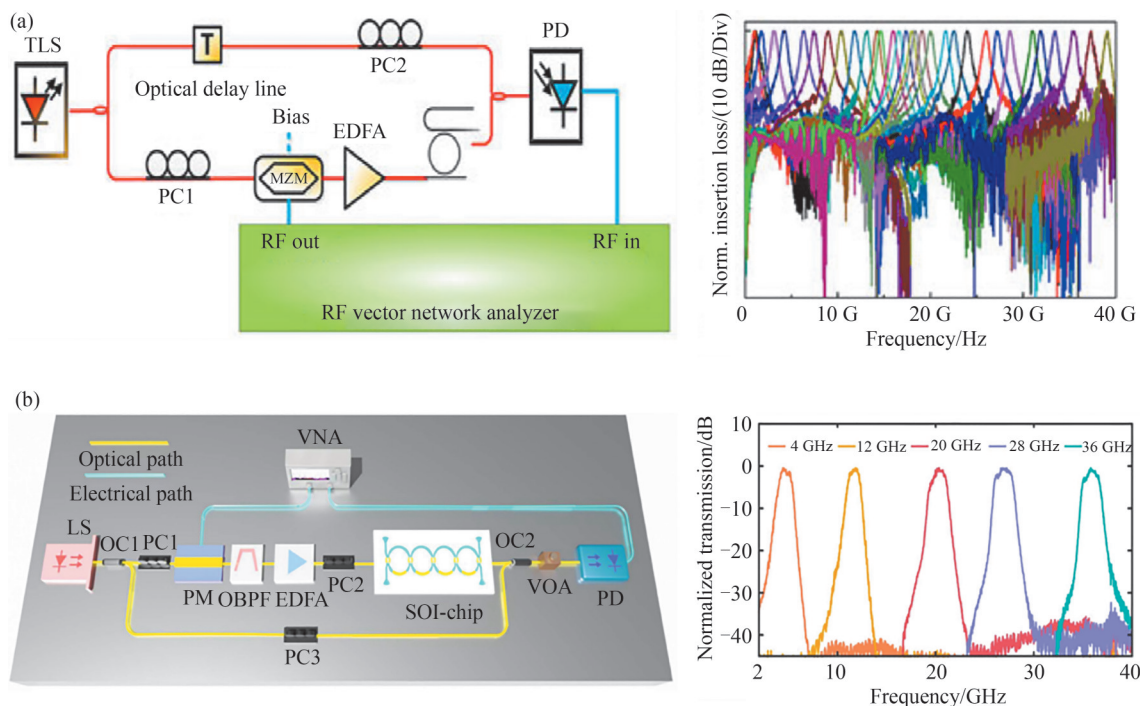 (a)
TLS
T
PC2
PD
Optical delay line
Bias
EDFA
PC1
MZM
RF out
RF in
RF vector network analyzer
Norm. insertion loss/(10 dB/Div)
0
10 G
20 G
30 G
40 G
Frequency/Hz
(b)
VNA
Optical path
Electrical path
LS
OC1
PC1
PM
OBPF
EDFA
PC2
SOI-chip
OC2
VOA
PD
PC3
Normalized transmission/dB
10
0
−10
−20
−30
−40
4 GHz
12 GHz
20 GHz
28 GHz
36 GHz
2
10
20
30
40
Frequency/GHz